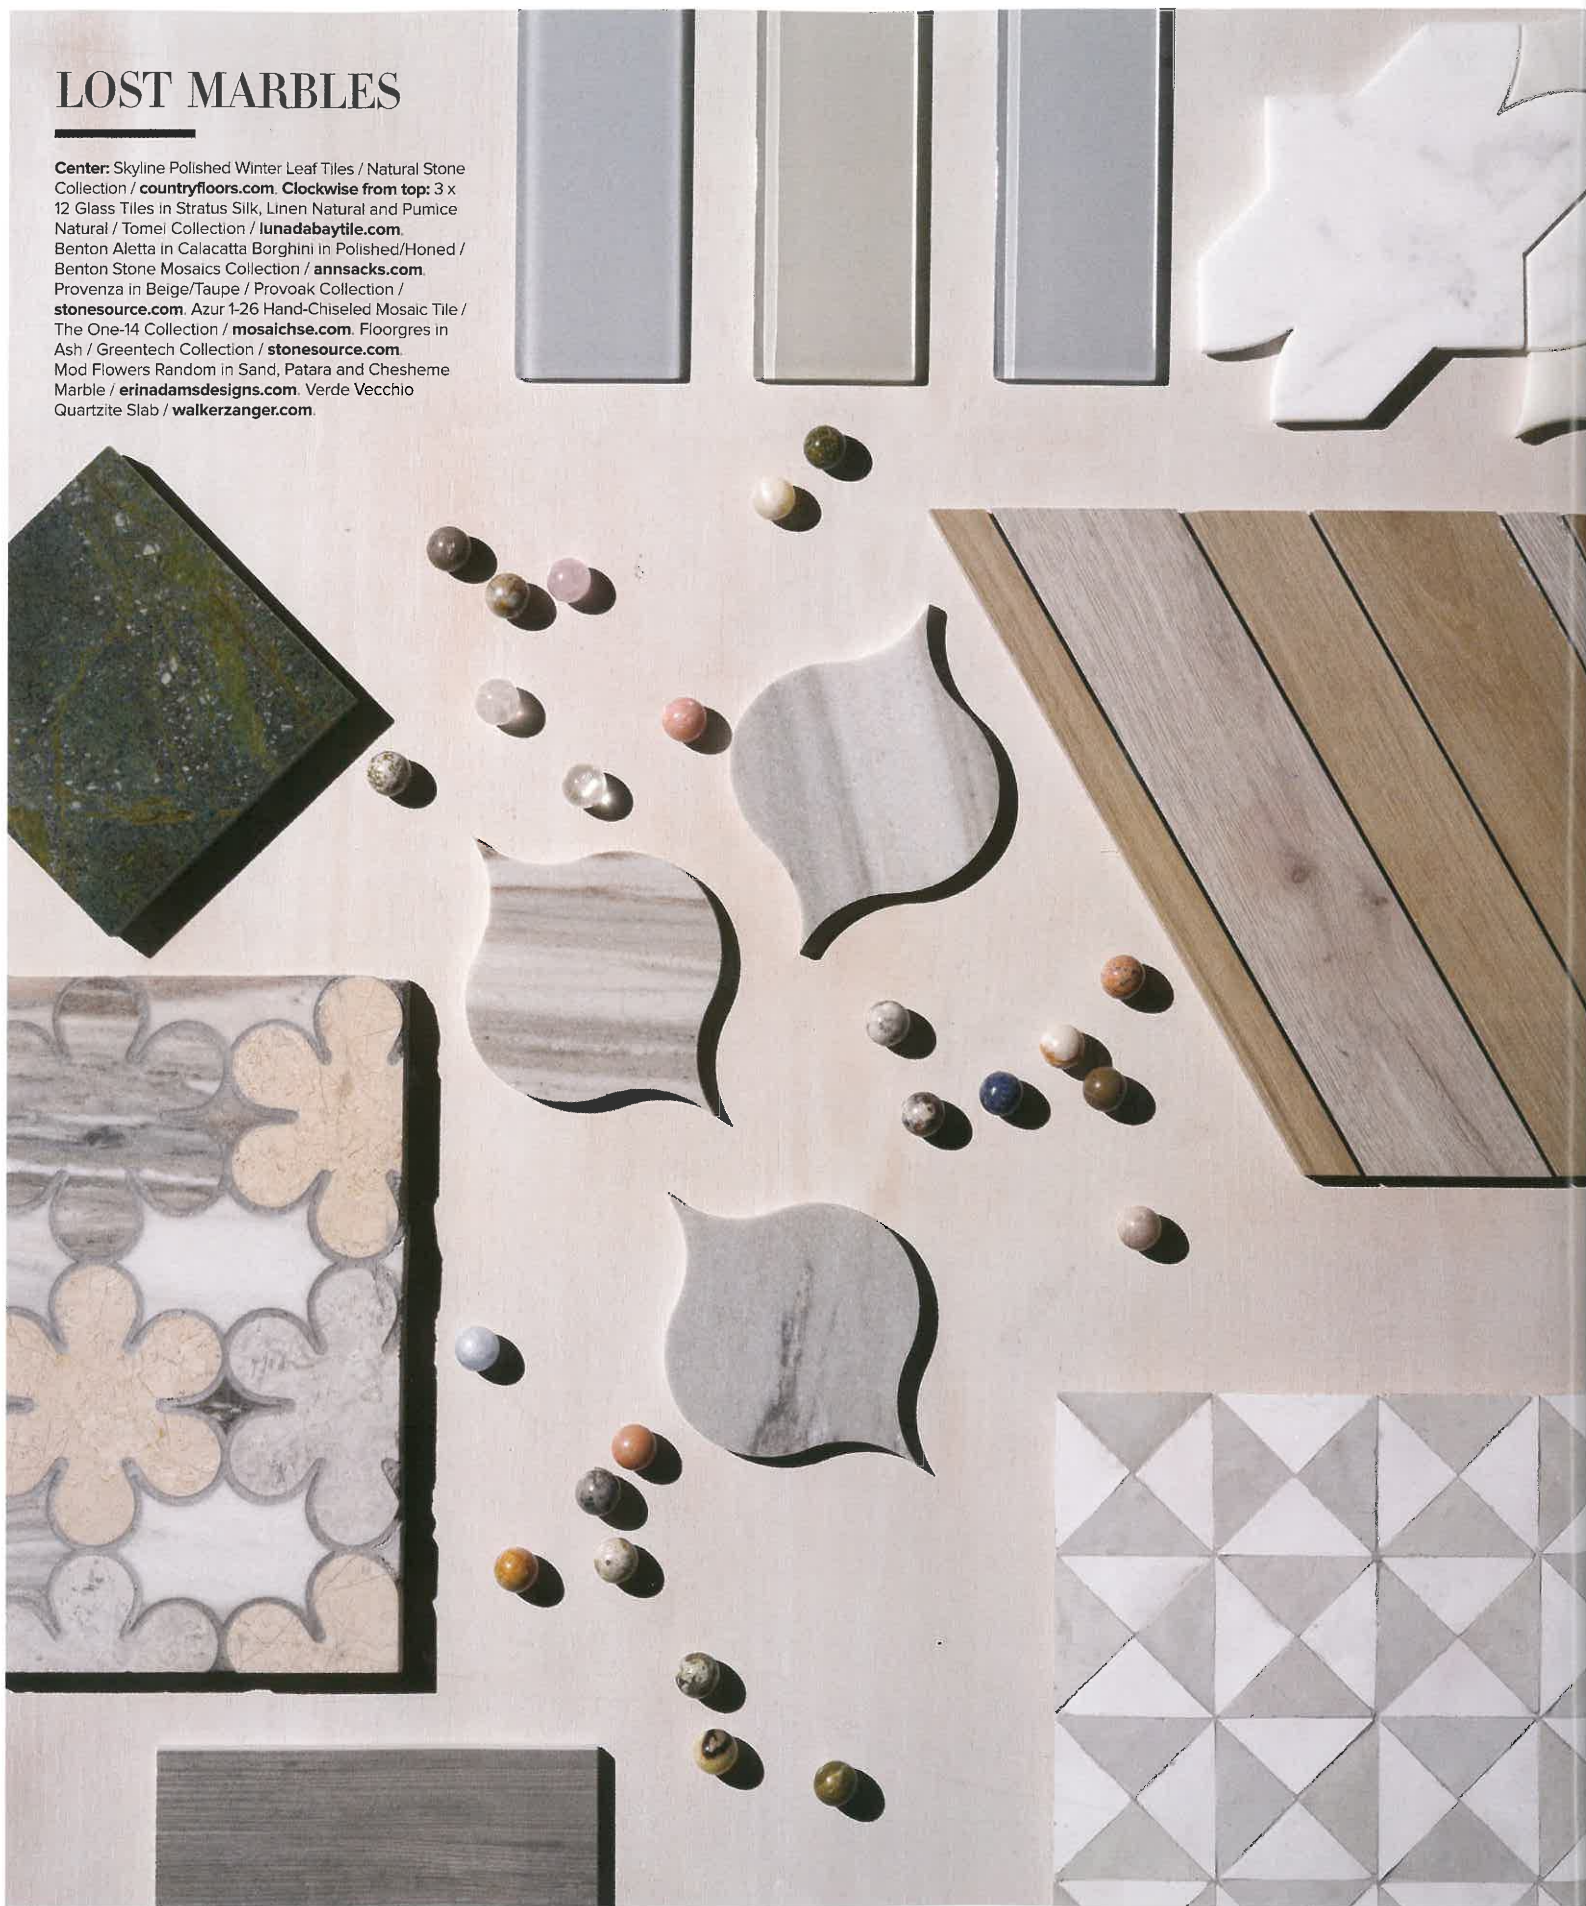 LOST MARBLES
Center: Skyline Polished Winter Leaf Tiles / Natural Stone
Collection / countryfloors.com. Clockwise from top: 3 x
12 Glass Tiles in Stratus Silk, Linen Natural and Pumice
Natural / Tomei Collection / lunadabaytile.com.
Benton Aletta in Calacatta Borghini in Polished/Honed /
Benton Stone Mosaics Collection / annsacks.com.
Provenza in Beige/Taupe / Provoak Collection /
stonesource.com. Azur 1-26 Hand-Chiseled Mosaic Tile /
The One-14 Collection / mosaichse.com. Floorgres in
Ash / Greentech Collection / stonesource.com.
Mod Flowers Random in Sand, Patara and Chesheme
Marble / erinadamsdesigns.com. Verde Vecchio
Quartzite Slab / walkerzanger.com.